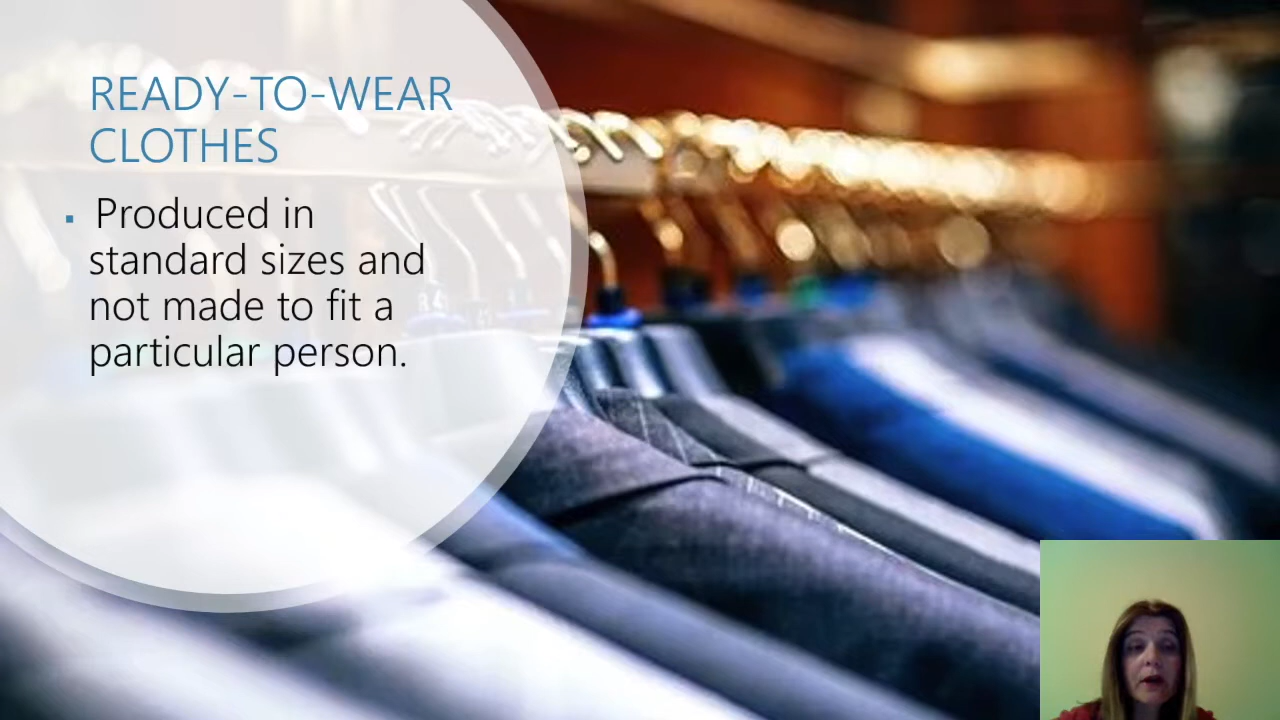 READY-TO-WEAR
CLOTHES
▪ Produced in
standard sizes and
not made to fit a
particular person.